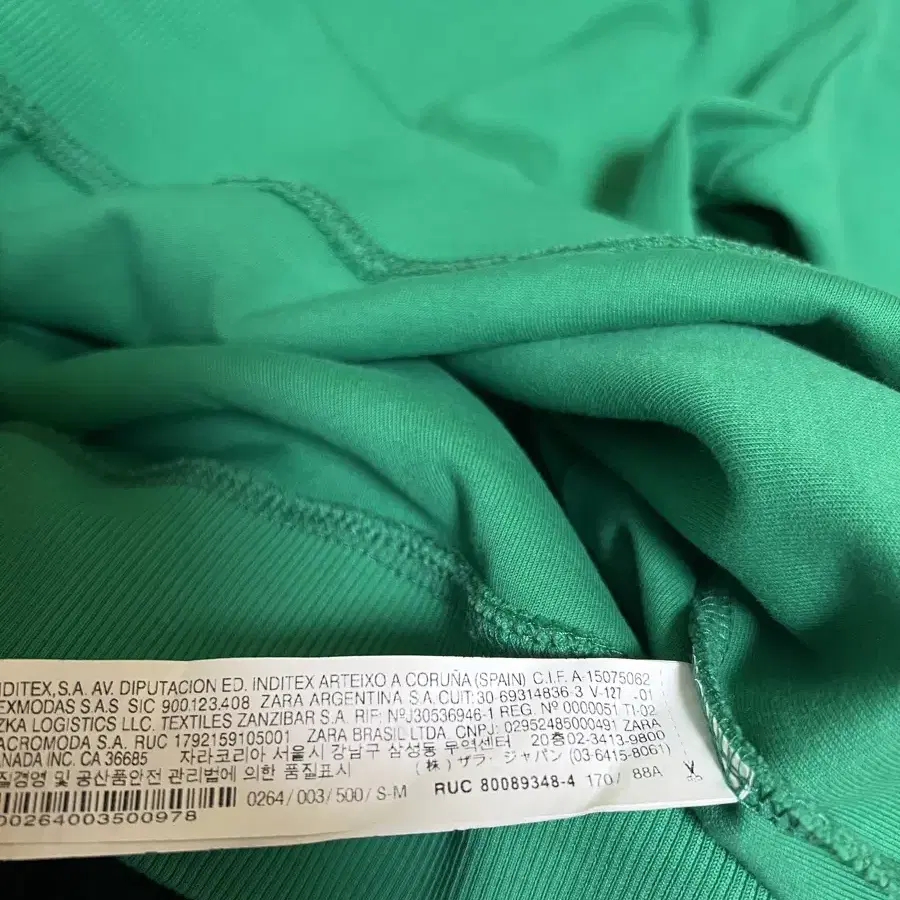 NDITEX, S.A. AV. DIPUTACION ED. INDITEX ARTEIXO A CORUÑA (SPAIN) C.I.F. A-15075062
EXMODAS S.A.S SIC 900.123.408 ZARA ARGENTINA S.A. CUIT: 30 69314836-3 V-127 .01
ZKA LOGISTICS LLC. TEXTILES ZANZIBAR S.A. RIF: NºJ30536946-1 REG. Nº 0000051 T1-02
ACROMODA S.A. RUC 1792159105001 ZARA BRASIL LTDA. CNPJ: 02952485000491 ZARA
ANADA INC. CA 36685 자라코리아 서울시 강남구 삼성동 무역센터 20층 02-3413-9800
질경영 및 공산품안전 관리법에 의한 품질표시 (株) ザラ・ジャパン (03-6415-8061)
0264/003/500/S-M RUC 80089348-4 170/ 88A
00264003500978